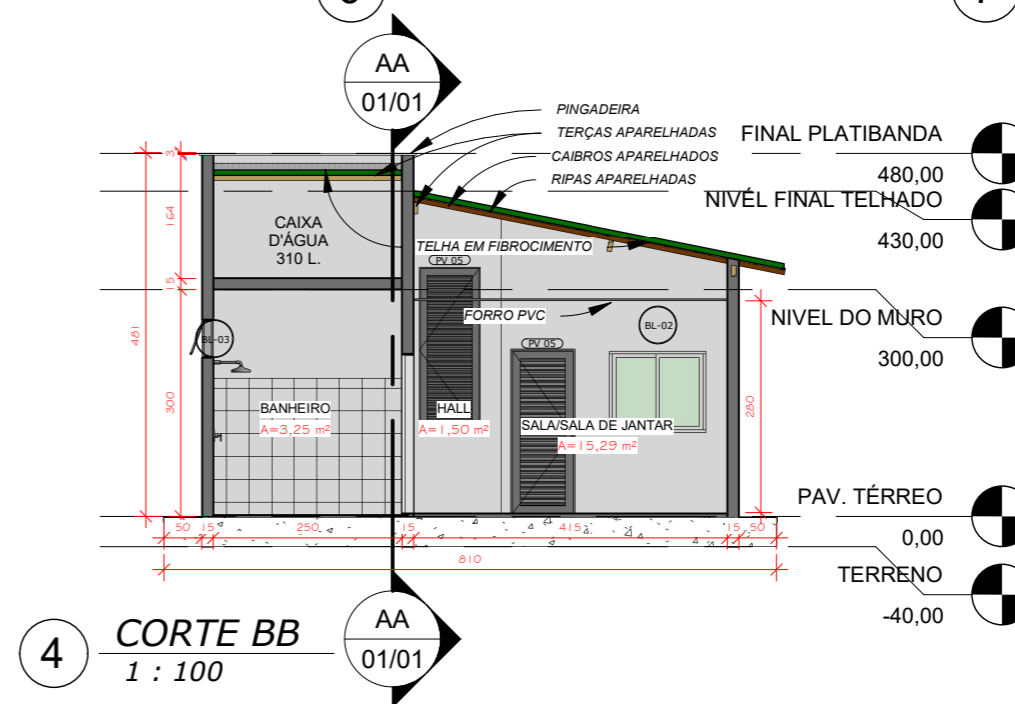 AA
01/01
PINGADEIRA
TERÇAS APARELHADAS
CAIBROS APARELHADOS
RIPAS APARELHADAS
FINAL PLATIBANDA
480,00
NIVÉL FINAL TELHADO
430,00
CAIXA
D'ÁGUA
310 L.
TELHA EM FIBROCIMENTO
PV 05
FORRO PVC
BL-02
NIVEL DO MURO
300,00
BL-03
PV 05
3
164
15
481
300
280
BANHEIRO
A=3,25 m²
HALL
A=1,50 m²
SALA/SALA DE JANTAR
A=15,29 m²
PAV. TÉRREO
0,00
50
15
250
15
415
15
50
810
TERRENO
-40,00
4
CORTE BB
1 : 100
AA
01/01